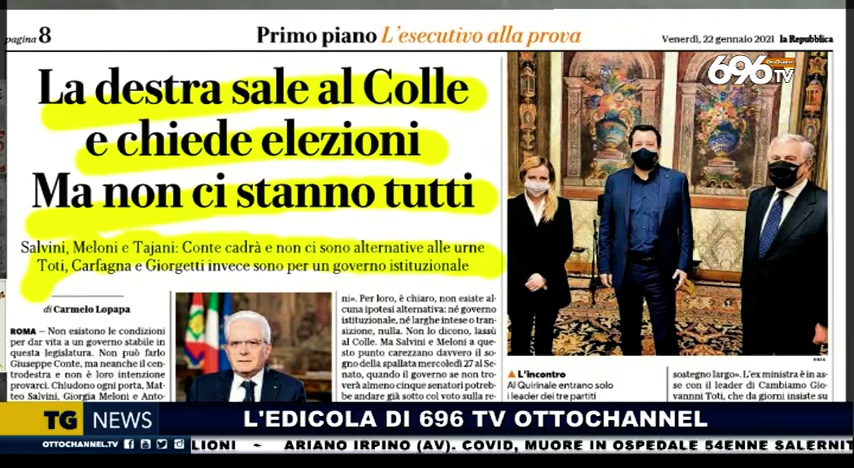 pagina 8
Primo piano L'esecutivo alla prova
Venerdì, 22 gennaio 2021 la Repubblica
696 TV
La destra sale al Colle
e chiede elezioni
Ma non ci stanno tutti
Salvini, Meloni e Tajani: Conte cadrà e non ci sono alternative alle urne
Toti, Carfagna e Giorgetti invece sono per un governo istituzionale
di Carmelo Lopapa
ROMA – Non esistono le condizioni
per dar vita a un governo stabile in
questa legislatura. Non può farlo
Giuseppe Conte, ma neanche il cen-
trodestra e non è loro intenzione
provarci. Chiudono ogni porta, Mat-
teo Salvini, Giorgia Meloni e Anto-
ni». Per loro, è chiaro, non esiste al-
cuna ipotesi alternativa: né governo
istituzionale, né larghe intese o tran-
sizione, nulla. Non lo dicono, lassù
al Colle. Ma Salvini e Meloni a que-
sto punto carezzano davvero il so-
gno della spallata mercoledì 27 al Se-
nato, quando il governo se non tro-
verà almeno cinque senatori potreb-
be andare già sotto col voto sulla re-
L'incontro
Al Quirinale entrano solo
i leader dei tre partiti
sostegno largo». L'ex ministra è in as-
se con il leader di Cambiamo Gio-
vannni Toti, che da giorni insiste su
TG NEWS
L'EDICOLA DI 696 TV OTTOCHANNEL
OTTOCHANNEL.TV
LIONI ~ ARIANO IRPINO (AV). COVID, MUORE IN OSPEDALE 54ENNE SALERNIT